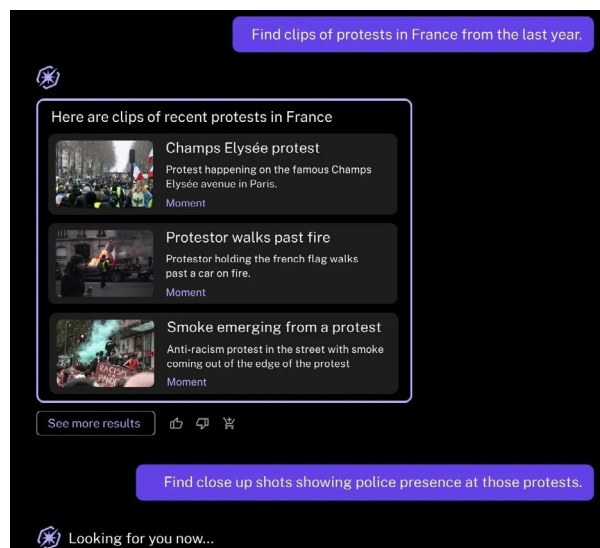 Find clips of protests in France from the last year.
Here are clips of recent protests in France
Champs Elysée protest
Protest happening on the famous Champs
Elysée avenue in Paris.
Moment
Protestor walks past fire
Protestor holding the french flag walks
past a car on fire.
Moment
Smoke emerging from a protest
Anti-racism protest in the street with smoke
coming out of the edge of the protest
Moment
RACISM
PANDE
See more results
Find close up shots showing police presence at those protests.
Looking for you now...